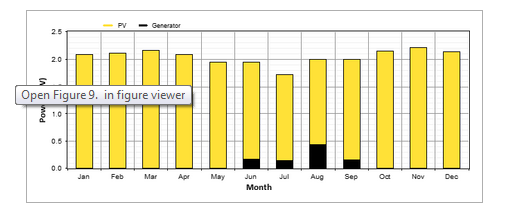 PV Generator
2.5
2.0
1.0
0.5
0.0
Open Figure 9. in figure viewer
Jan Feb Mar Apr May Jun Jul Aug Sep Oct Nov Dec
Month